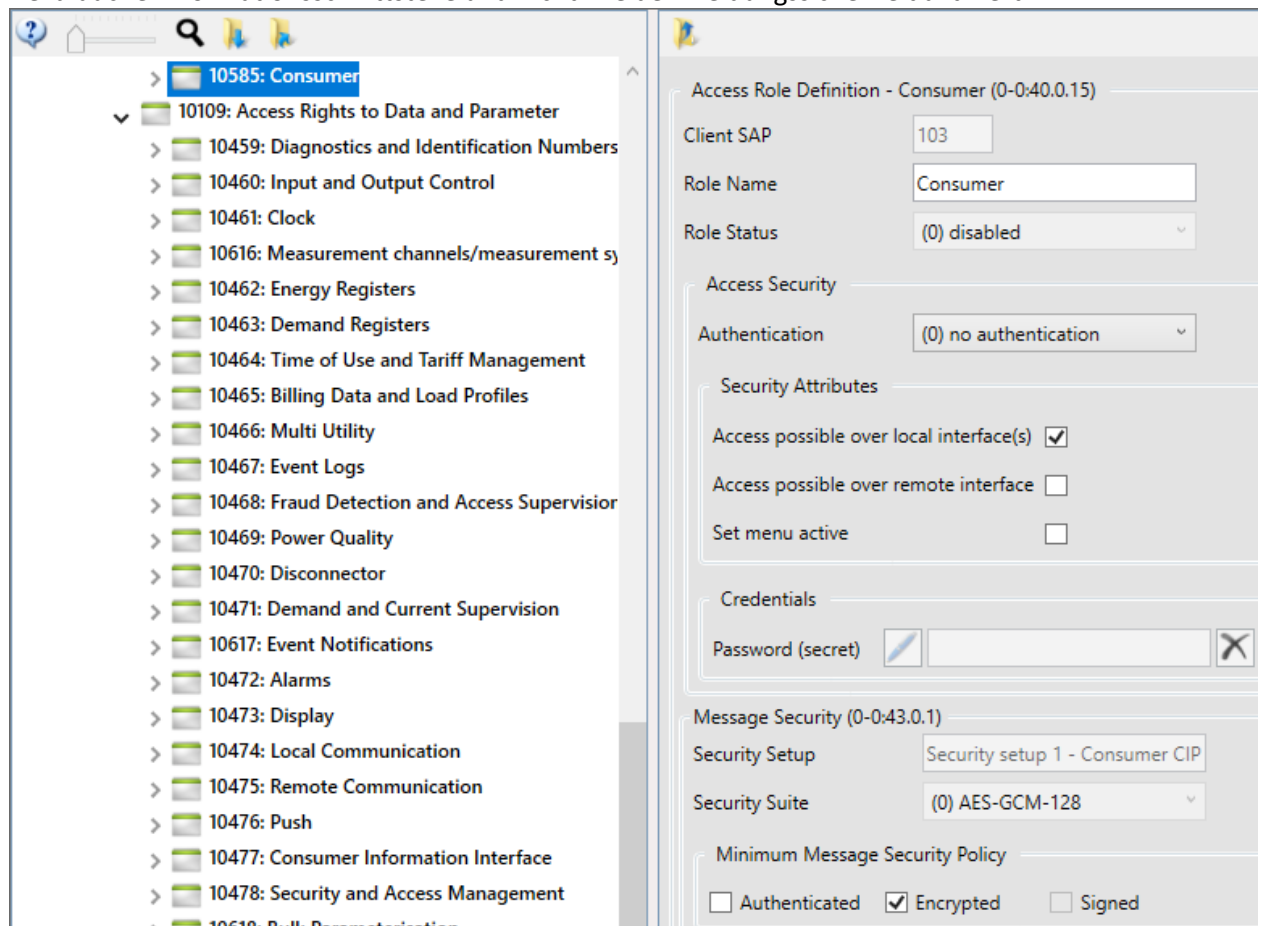 10585: Consumer
10109: Access Rights to Data and Parameter
10459: Diagnostics and Identification Numbers
10460: Input and Output Control
10461: Clock
10616: Measurement channels/measurement sy
10462: Energy Registers
10463: Demand Registers
10464: Time of Use and Tariff Management
10465: Billing Data and Load Profiles
10466: Multi Utility
10467: Event Logs
10468: Fraud Detection and Access Supervision
10469: Power Quality
10470: Disconnector
10471: Demand and Current Supervision
10617: Event Notifications
10472: Alarms
10473: Display
10474: Local Communication
10475: Remote Communication
10476: Push
10477: Consumer Information Interface
10478: Security and Access Management
10618: Bulk Parameterisation
Access Role Definition - Consumer (0-0:40.0.15)
Client SAP 103
Role Name Consumer
Role Status (0) disabled
Access Security
Authentication (0) no authentication
Security Attributes
Access possible over local interface(s)
Access possible over remote interface
Set menu active
Credentials
Password (secret)
Message Security (0-0:43.0.1)
Security Setup Security setup 1 - Consumer CIP
Security Suite (0) AES-GCM-128
Minimum Message Security Policy
Authenticated Encrypted Signed